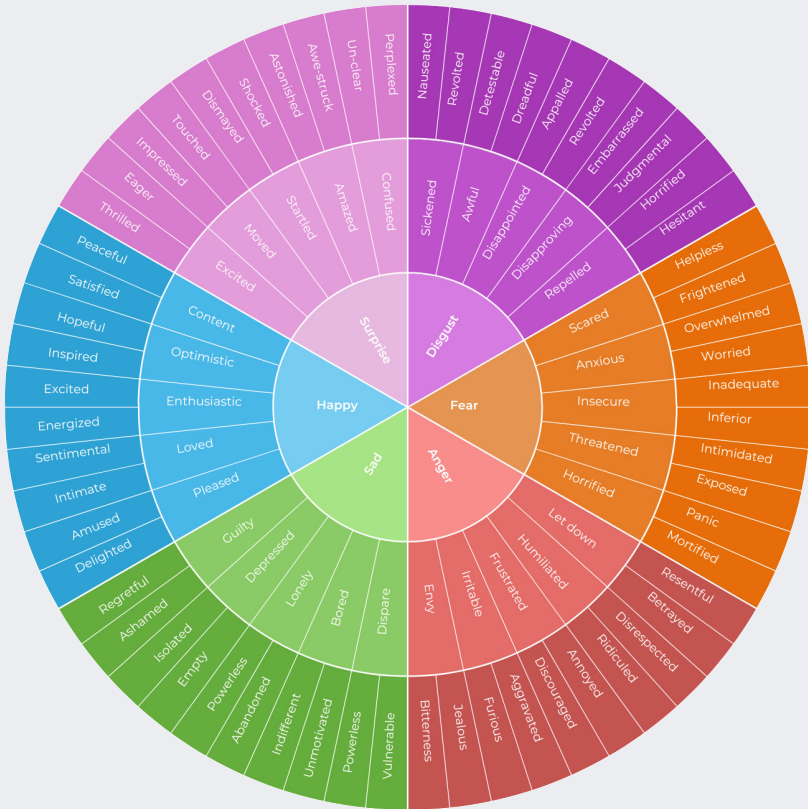 Surprise
Disgust
Fear
Anger
Sad
Happy
Confused
Amazed
Startled
Moved
Excited
Sickened
Awful
Disappointed
Disapproving
Repelled
Scared
Anxious
Insecure
Threatened
Horrified
Let down
Humiliated
Frustrated
Irritable
Envy
Dispare
Bored
Lonely
Depressed
Guilty
Pleased
Loved
Enthusiastic
Optimistic
Content
Perplexed
Un-clear
Awe-struck
Astonished
Shocked
Dismayed
Touched
Impressed
Eager
Thrilled
Nauseated
Revolted
Detestable
Dreadful
Appalled
Revolted
Embarrassed
Judgmental
Horrified
Hesitant
Helpless
Frightened
Overwhelmed
Worried
Inadequate
Inferior
Intimidated
Exposed
Panic
Mortified
Resentful
Betrayed
Disrespected
Ridiculed
Annoyed
Discouraged
Aggravated
Furious
Jealous
Bitterness
Vulnerable
Powerless
Unmotivated
Indifferent
Abandoned
Powerless
Empty
Isolated
Ashamed
Regretful
Delighted
Amused
Intimate
Sentimental
Energized
Excited
Inspired
Hopeful
Satisfied
Peaceful